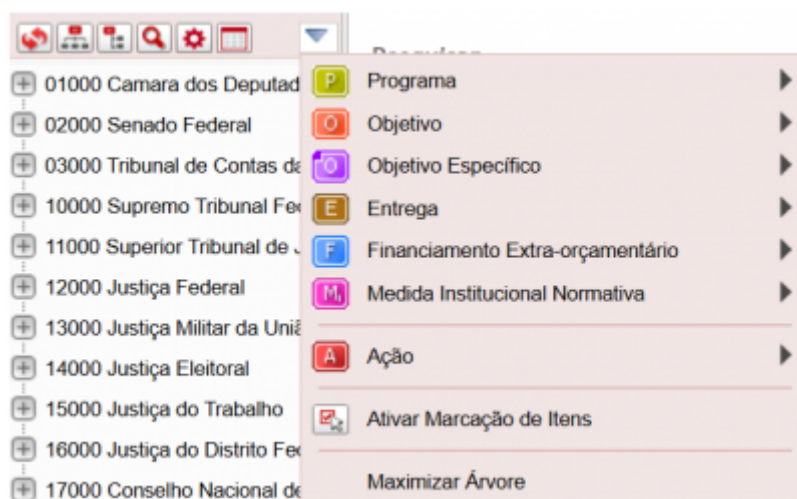 01000 Camara dos Deputad
02000 Senado Federal
03000 Tribunal de Contas da
10000 Supremo Tribunal Fe
11000 Superior Tribunal de
12000 Justiça Federal
13000 Justiça Militar da Uniã
14000 Justiça Eleitoral
15000 Justiça do Trabalho
16000 Justiça do Distrito Fe
17000 Conselho Nacional de
P Programa
O Objetivo
O Objetivo Específico
E Entrega
F Financiamento Extra-orçamentário
M Medida Institucional Normativa
A Ação
Ativar Marcação de Itens
Maximizar Árvore